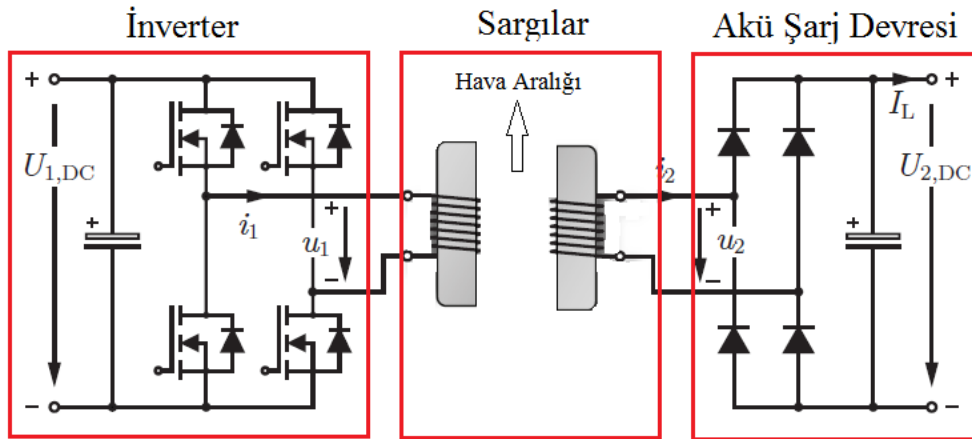 İnverter
Sargılar
Akü Şarj Devresi
Hava Aralığı
+
U1,DC
+
−
i1
u1
+
−
i2
u2
+
−
+
IL
+
U2,DC
−